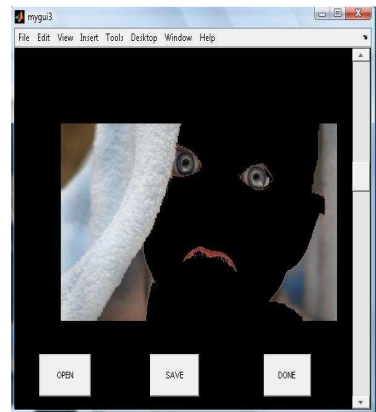 mygui3
File Edit View Insert Tools Desktop Window Help
OPEN SAVE DONE